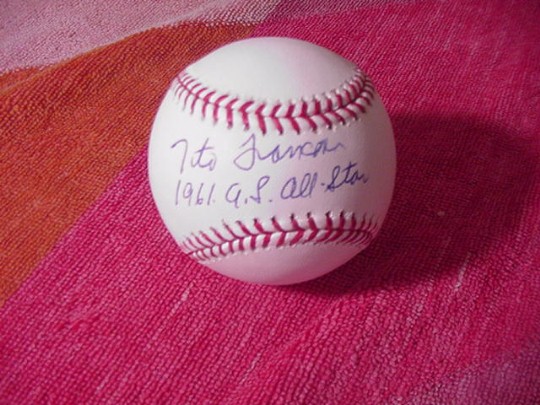 Tito Francona
1961. A.L. All-Star